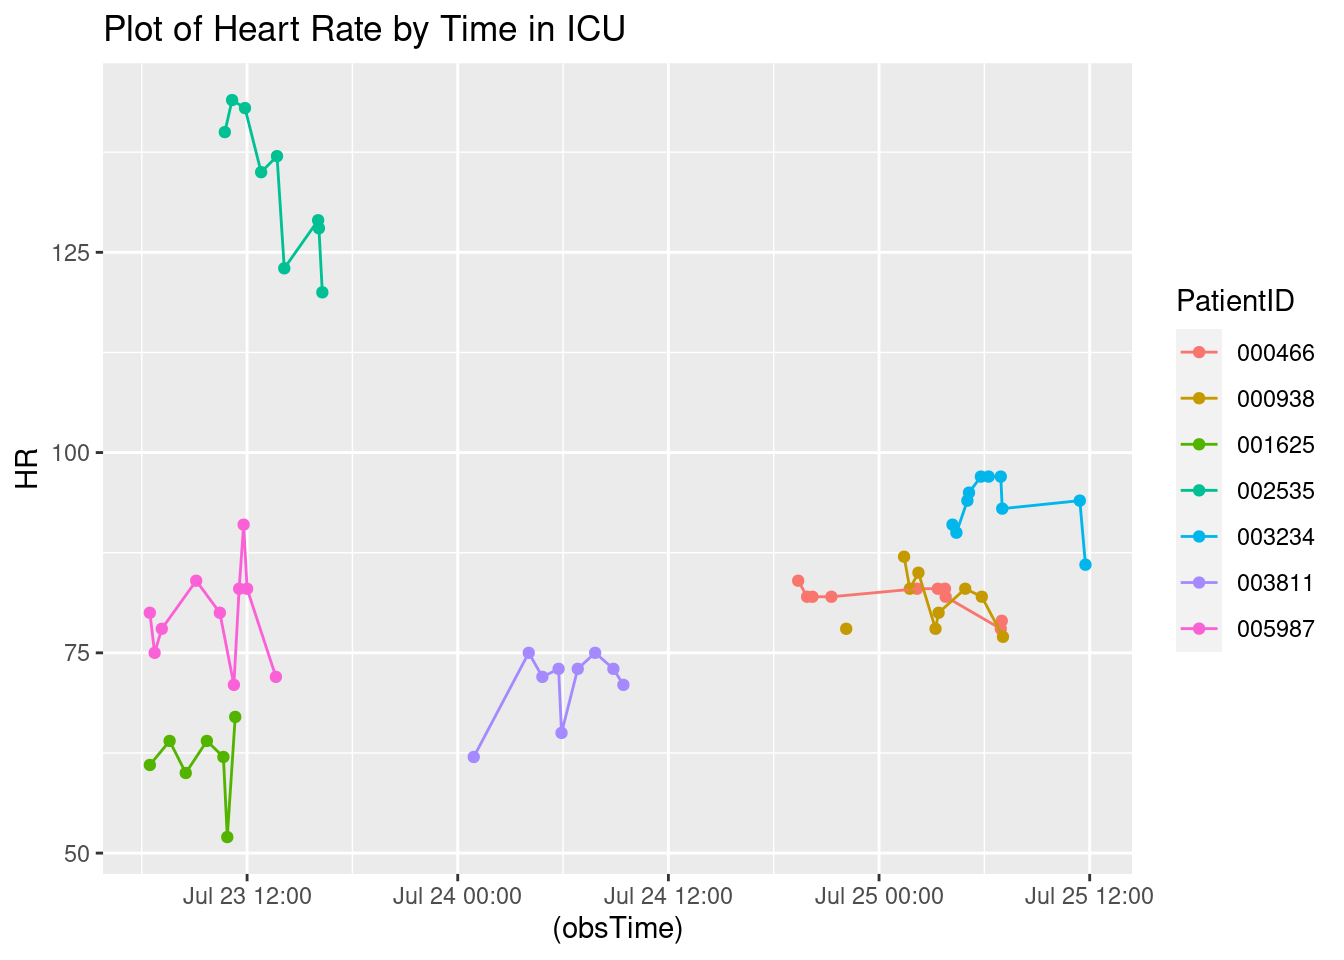 Plot of Heart Rate by Time in ICU
HR
125
100
75
50
Jul 23 12:00
Jul 24 00:00
Jul 24 12:00
Jul 25 00:00
Jul 25 12:00
(obsTime)
PatientID
000466
000938
001625
002535
003234
003811
005987